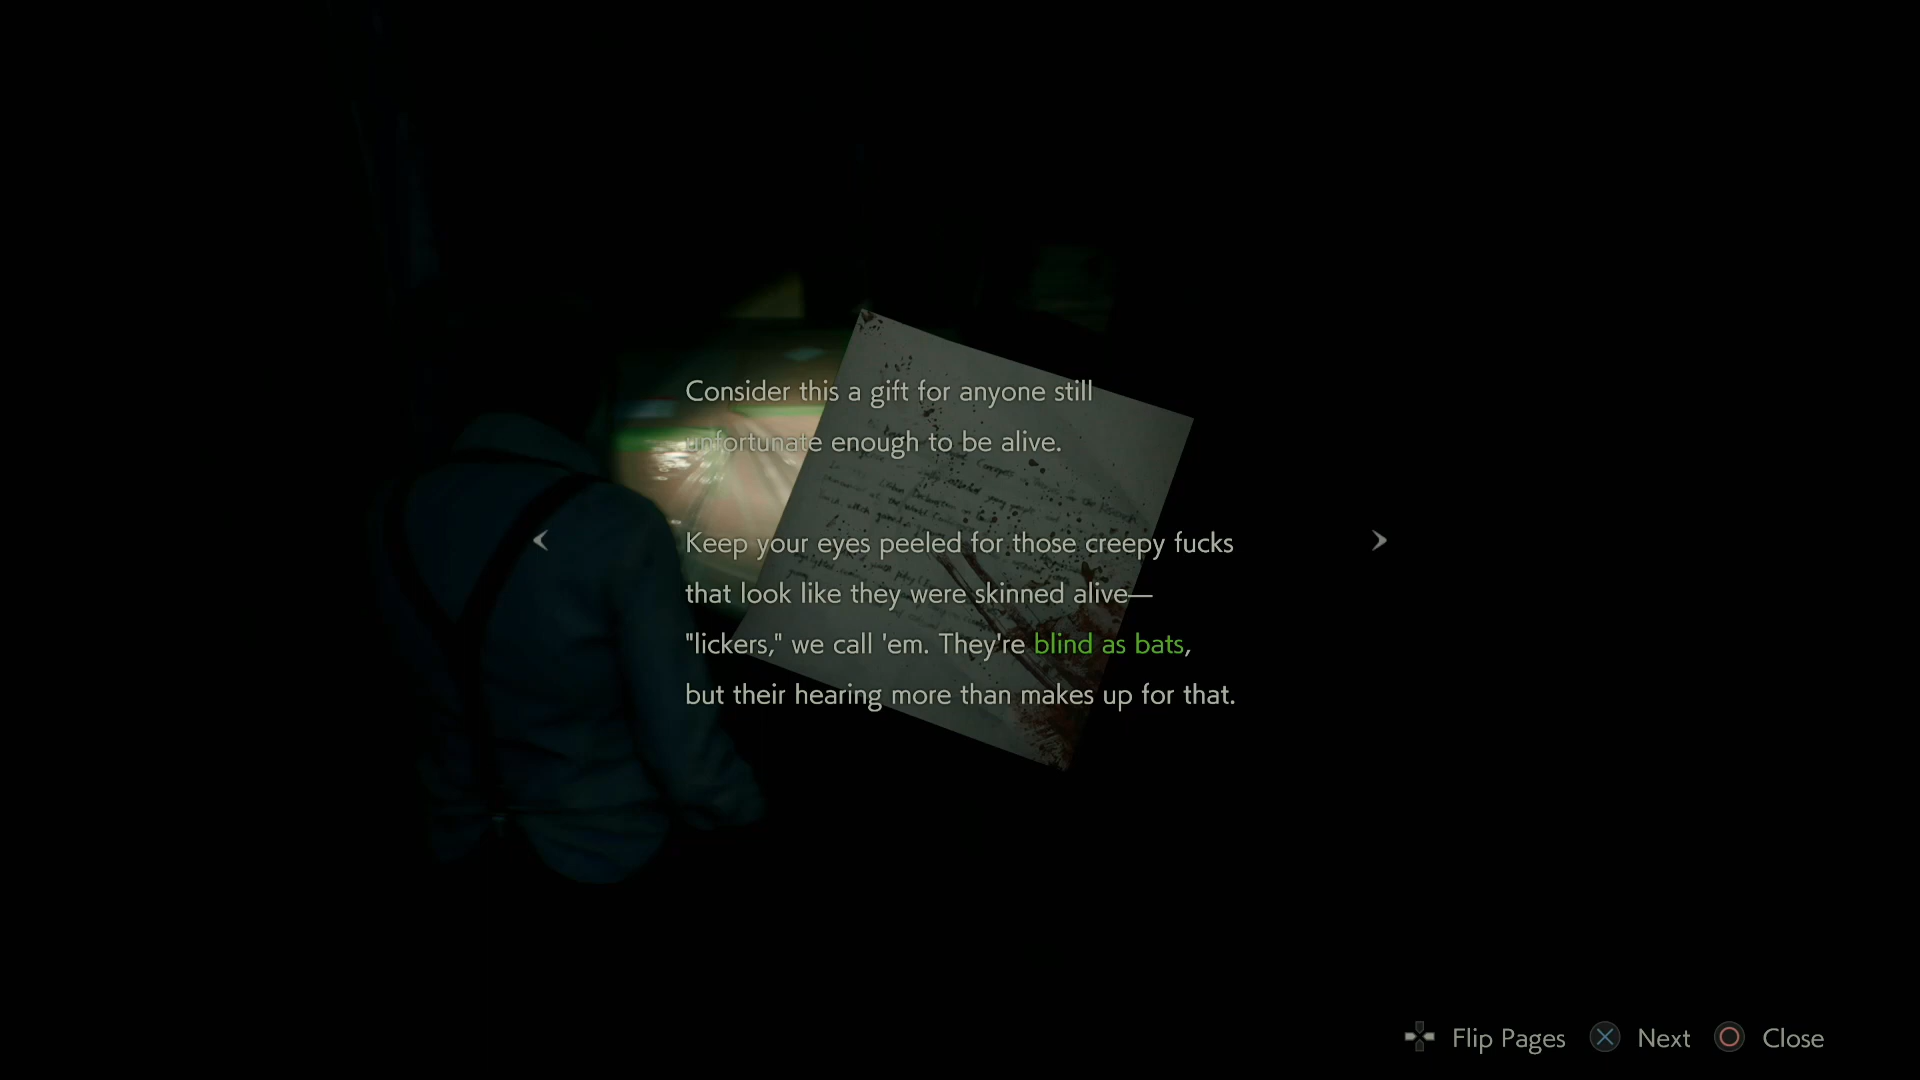 Consider this a gift for anyone still
unfortunate enough to be alive.
Keep your eyes peeled for those creepy fucks
that look like they were skinned alive—
"lickers," we call 'em. They're blind as bats,
but their hearing more than makes up for that.
Flip Pages Next Close